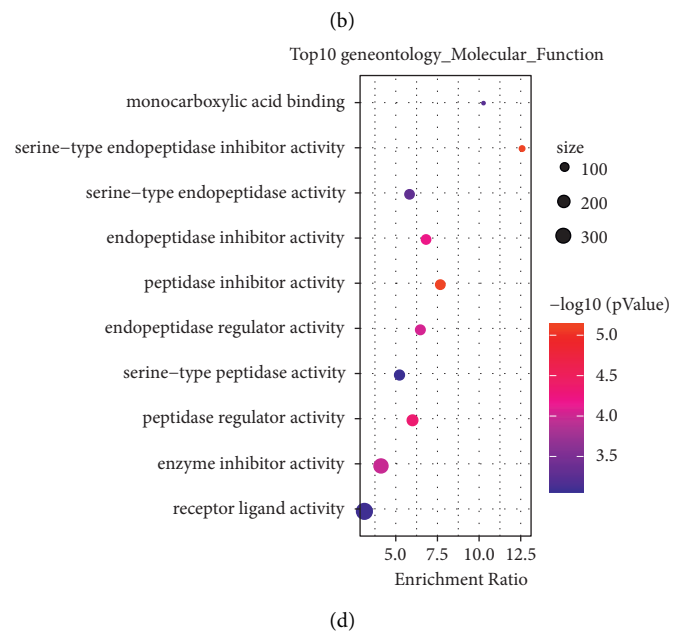 (b)
Top10 geneontology_Molecular_Function
monocarboxylic acid binding
serine−type endopeptidase inhibitor activity
serine−type endopeptidase activity
endopeptidase inhibitor activity
peptidase inhibitor activity
endopeptidase regulator activity
serine−type peptidase activity
peptidase regulator activity
enzyme inhibitor activity
receptor ligand activity
5.0 7.5 10.0 12.5
Enrichment Ratio
size
100
200
300
−log10 (pValue)
5.0
4.5
4.0
3.5
(d)